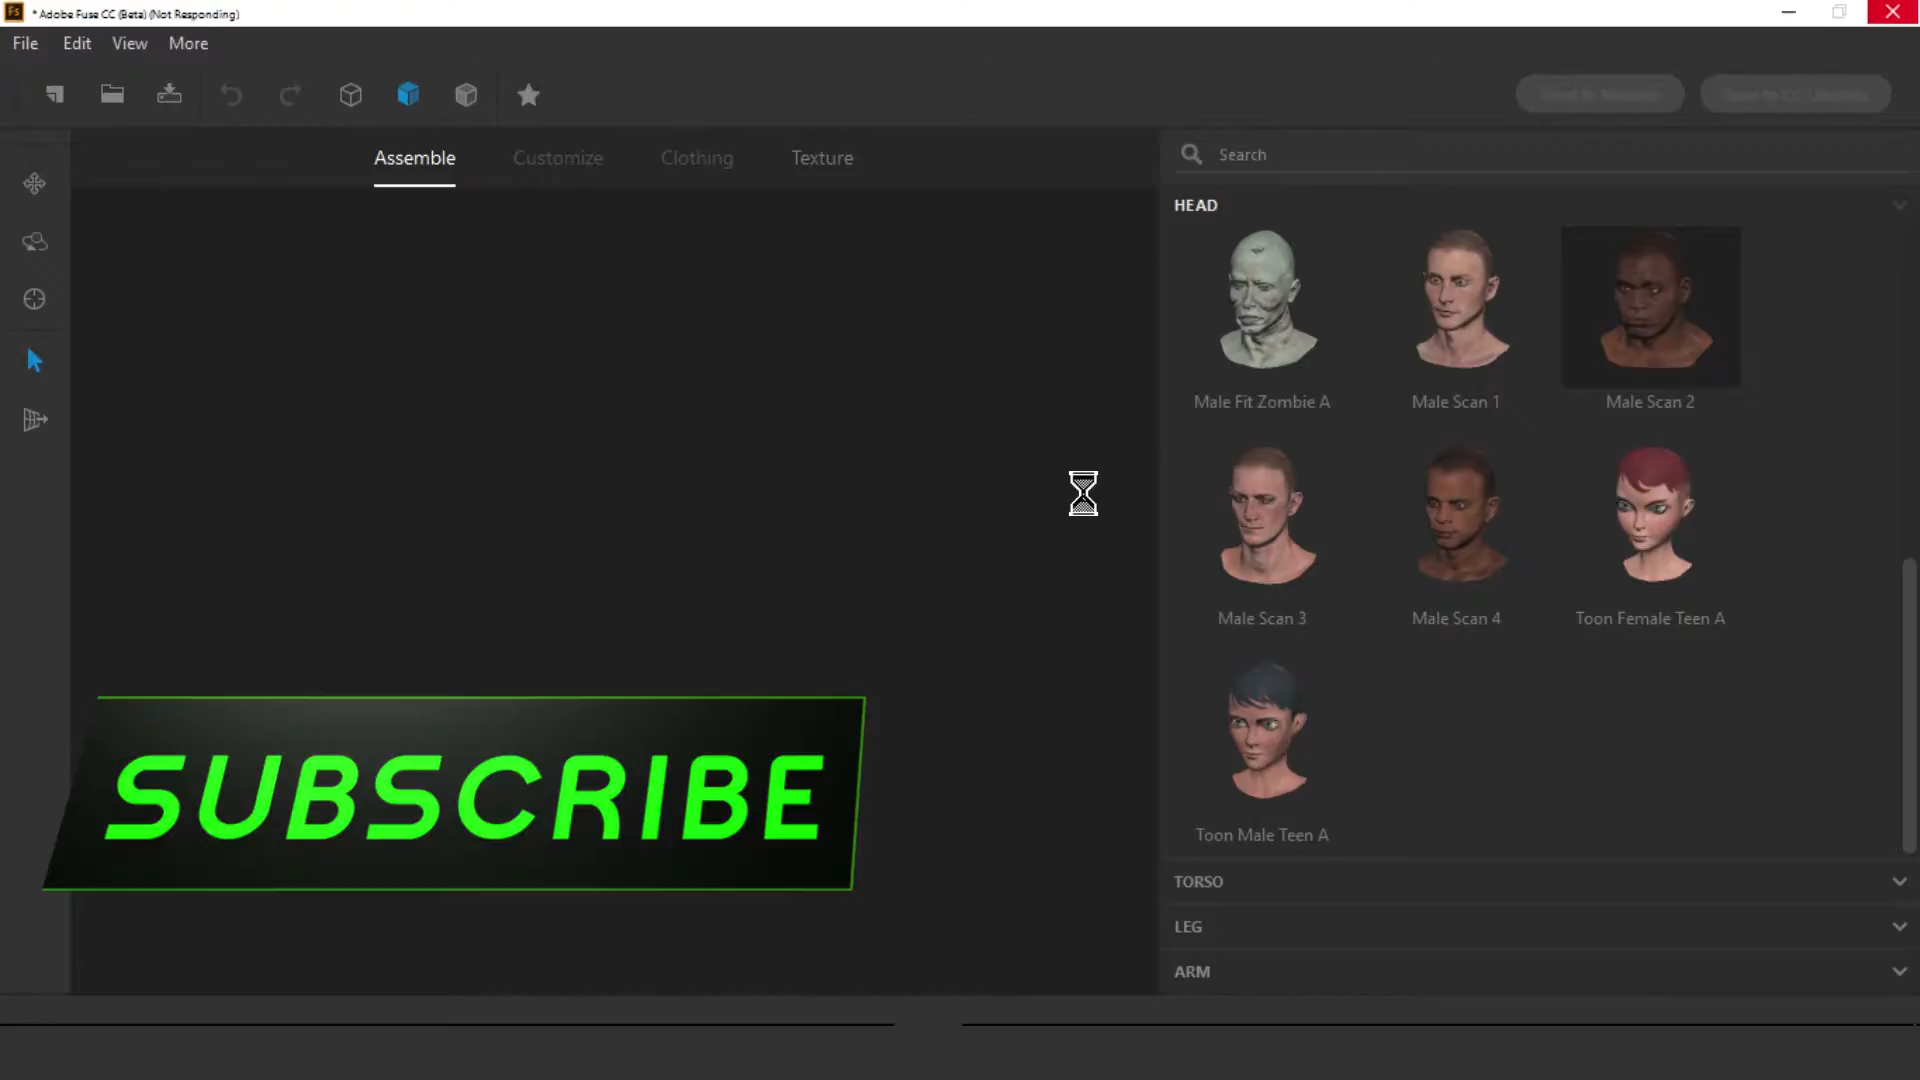 Fs * Adobe Fuse CC (Beta) (Not Responding)
File Edit View More
Assemble Customize Clothing Texture
Search
HEAD
Male Fit Zombie A Male Scan 1 Male Scan 2
Male Scan 3 Male Scan 4 Toon Female Teen A
Toon Male Teen A
SUBSCRIBE
TORSO
LEG
ARM